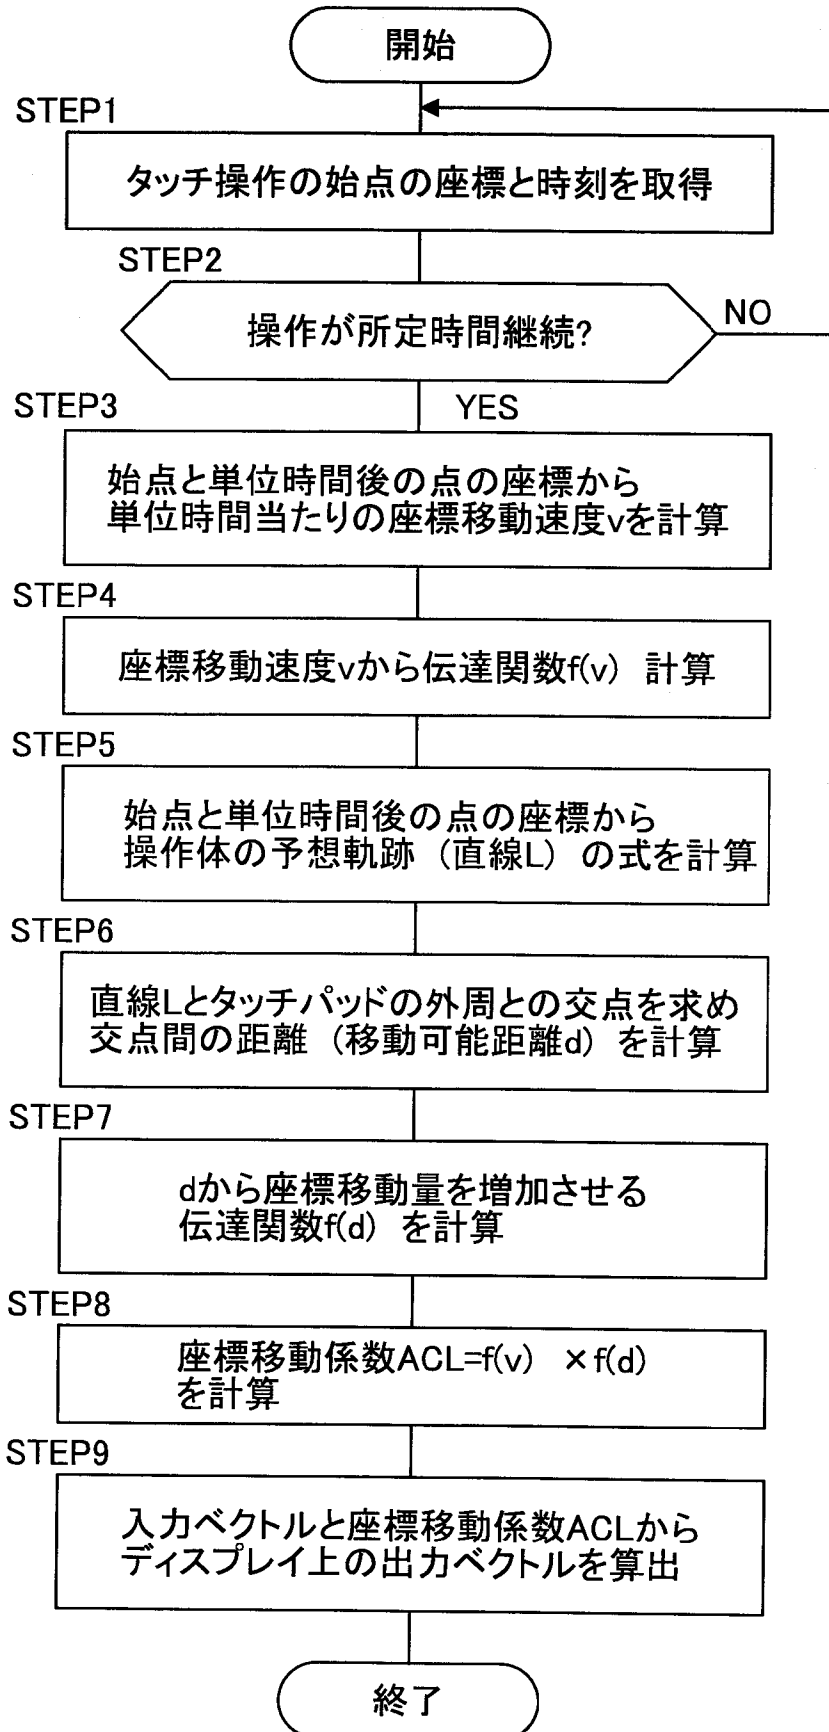 開始
STEP1
タッチ操作の始点の座標と時刻を取得
STEP2
操作が所定時間継続?
NO
STEP3
YES
始点と単位時間後の点の座標から
単位時間当たりの座標移動速度vを計算
STEP4
座標移動速度vから伝達関数f(v) 計算
STEP5
始点と単位時間後の点の座標から
操作体の予想軌跡 (直線L) の式を計算
STEP6
直線Lとタッチパッドの外周との交点を求め
交点間の距離 (移動可能距離d) を計算
STEP7
dから座標移動量を増加させる
伝達関数f(d) を計算
STEP8
座標移動係数ACL=f(v) ×f(d)
を計算
STEP9
入力ベクトルと座標移動係数ACLから
ディスプレイ上の出力ベクトルを算出
終了